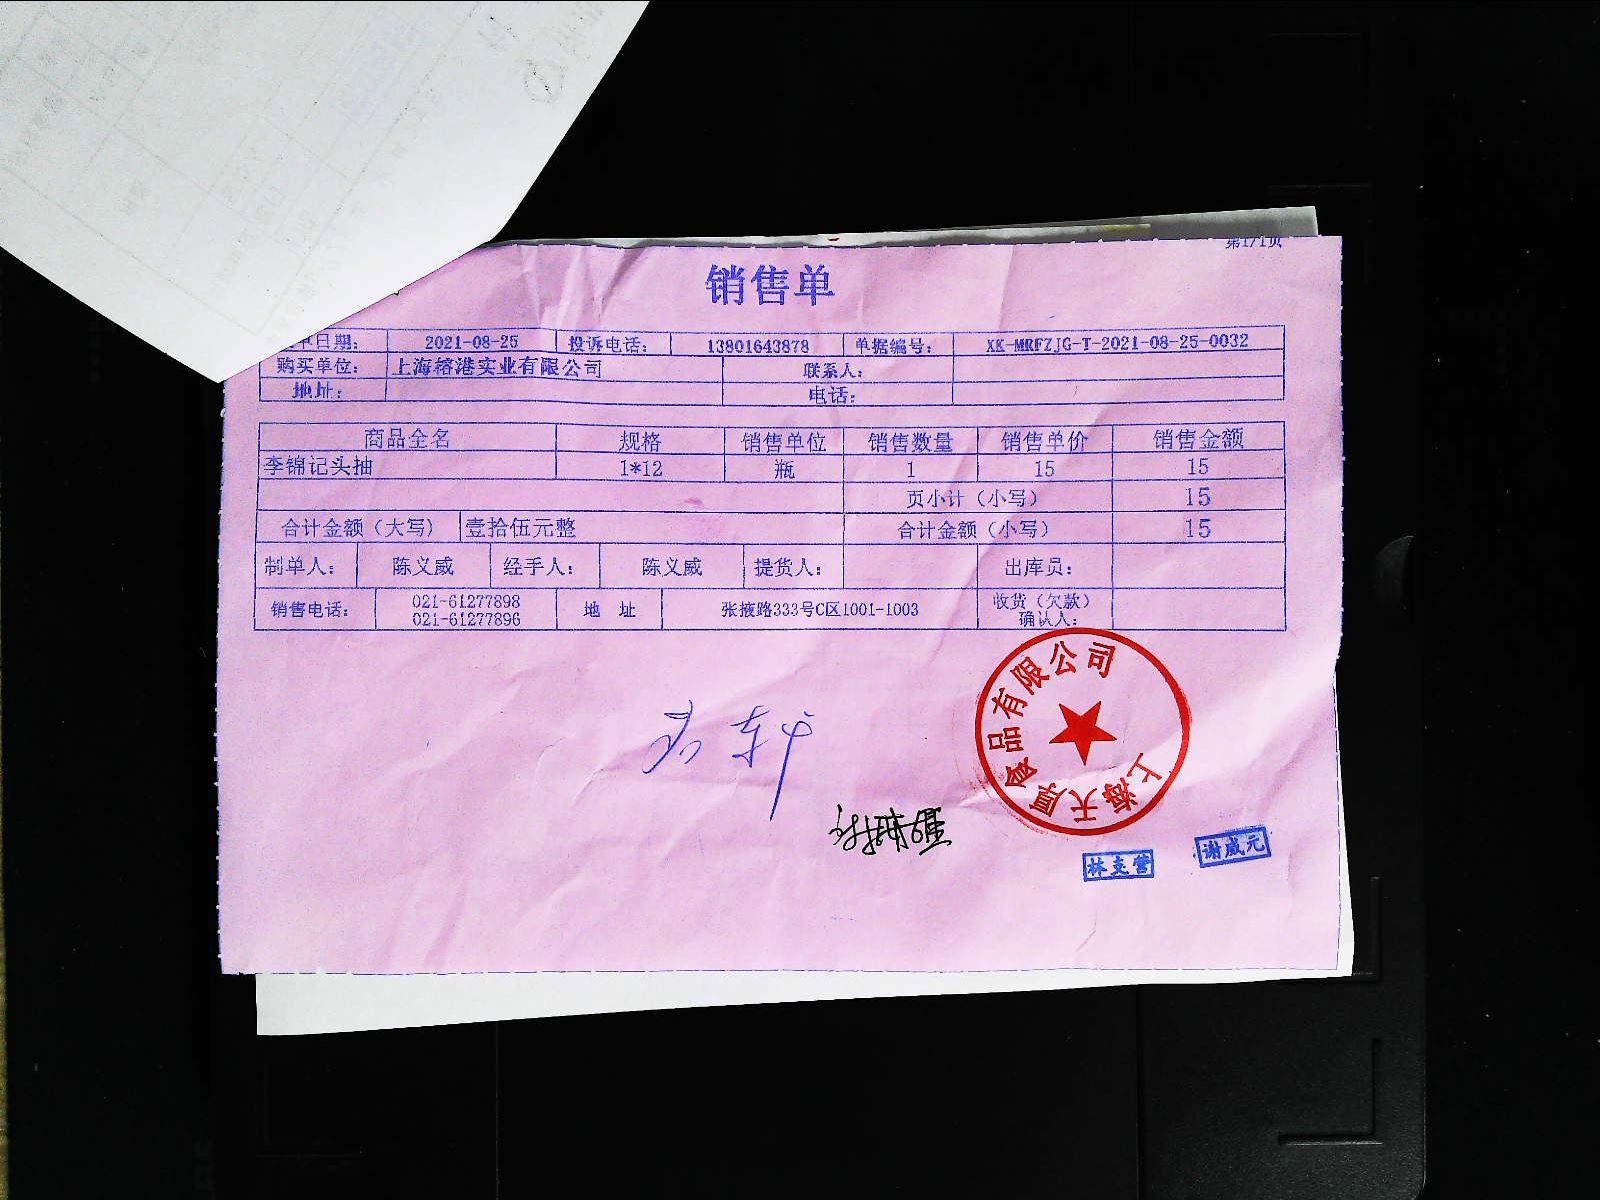 第1/1页
销售单
单日期： 2021-08-25 投诉电话： 13801643878 单据编号： XK-MRFZJG-T-2021-08-25-0032
购买单位： 上海榕港实业有限公司 联系人：
地址： 电话：
商品全名 规格 销售单位 销售数量 销售单价 销售金额
李锦记头抽 1*12 瓶 1 15 15
页小计（小写） 15
合计金额（大写） 壹拾伍元整 合计金额（小写） 15
制单人： 陈义威 经手人： 陈义威 提货人： 出库员：
销售电话： 021-61277898 021-61277896 地 址 张掖路333号C区1001-1003 收货（欠款）确认人：
上海天厚食品有限公司
林支营
谢威元